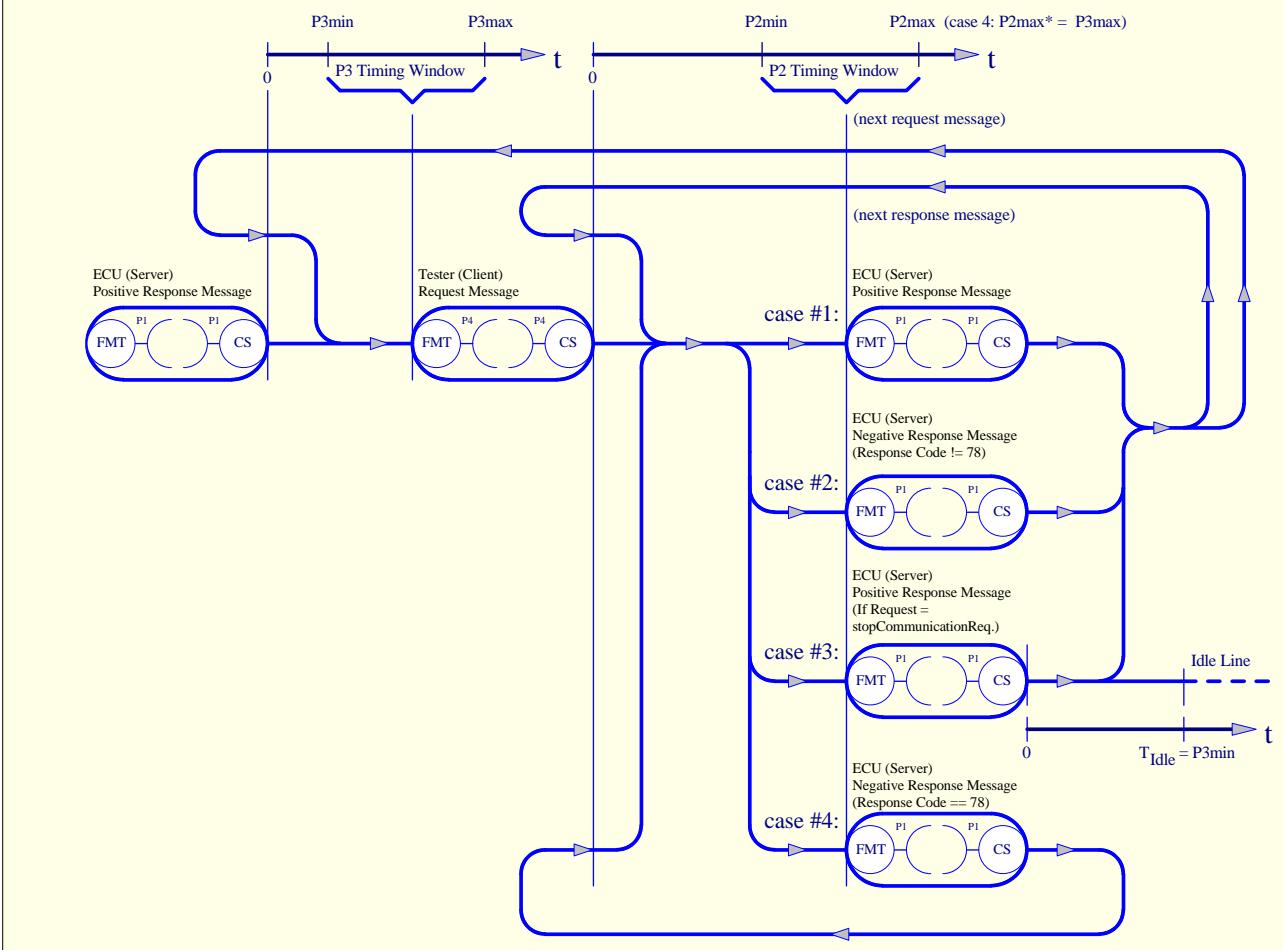 P3min
P3max
P2min
P2max (case 4: P2max* = P3max)
t
t
0
P3 Timing Window
0
P2 Timing Window
(next request message)
(next response message)
ECU (Server)
Positive Response Message
Tester (Client)
Request Message
ECU (Server)
Positive Response Message
case #1:
P1
P1
FMT
CS
P4
P4
FMT
CS
P1
P1
FMT
CS
ECU (Server)
Negative Response Message
(Response Code != 78)
case #2:
P1
P1
FMT
CS
ECU (Server)
Positive Response Message
(If Request =
stopCommunicationReq.)
case #3:
P1
P1
FMT
CS
Idle Line
t
0
TIdle = P3min
ECU (Server)
Negative Response Message
(Response Code == 78)
case #4:
P1
P1
FMT
CS